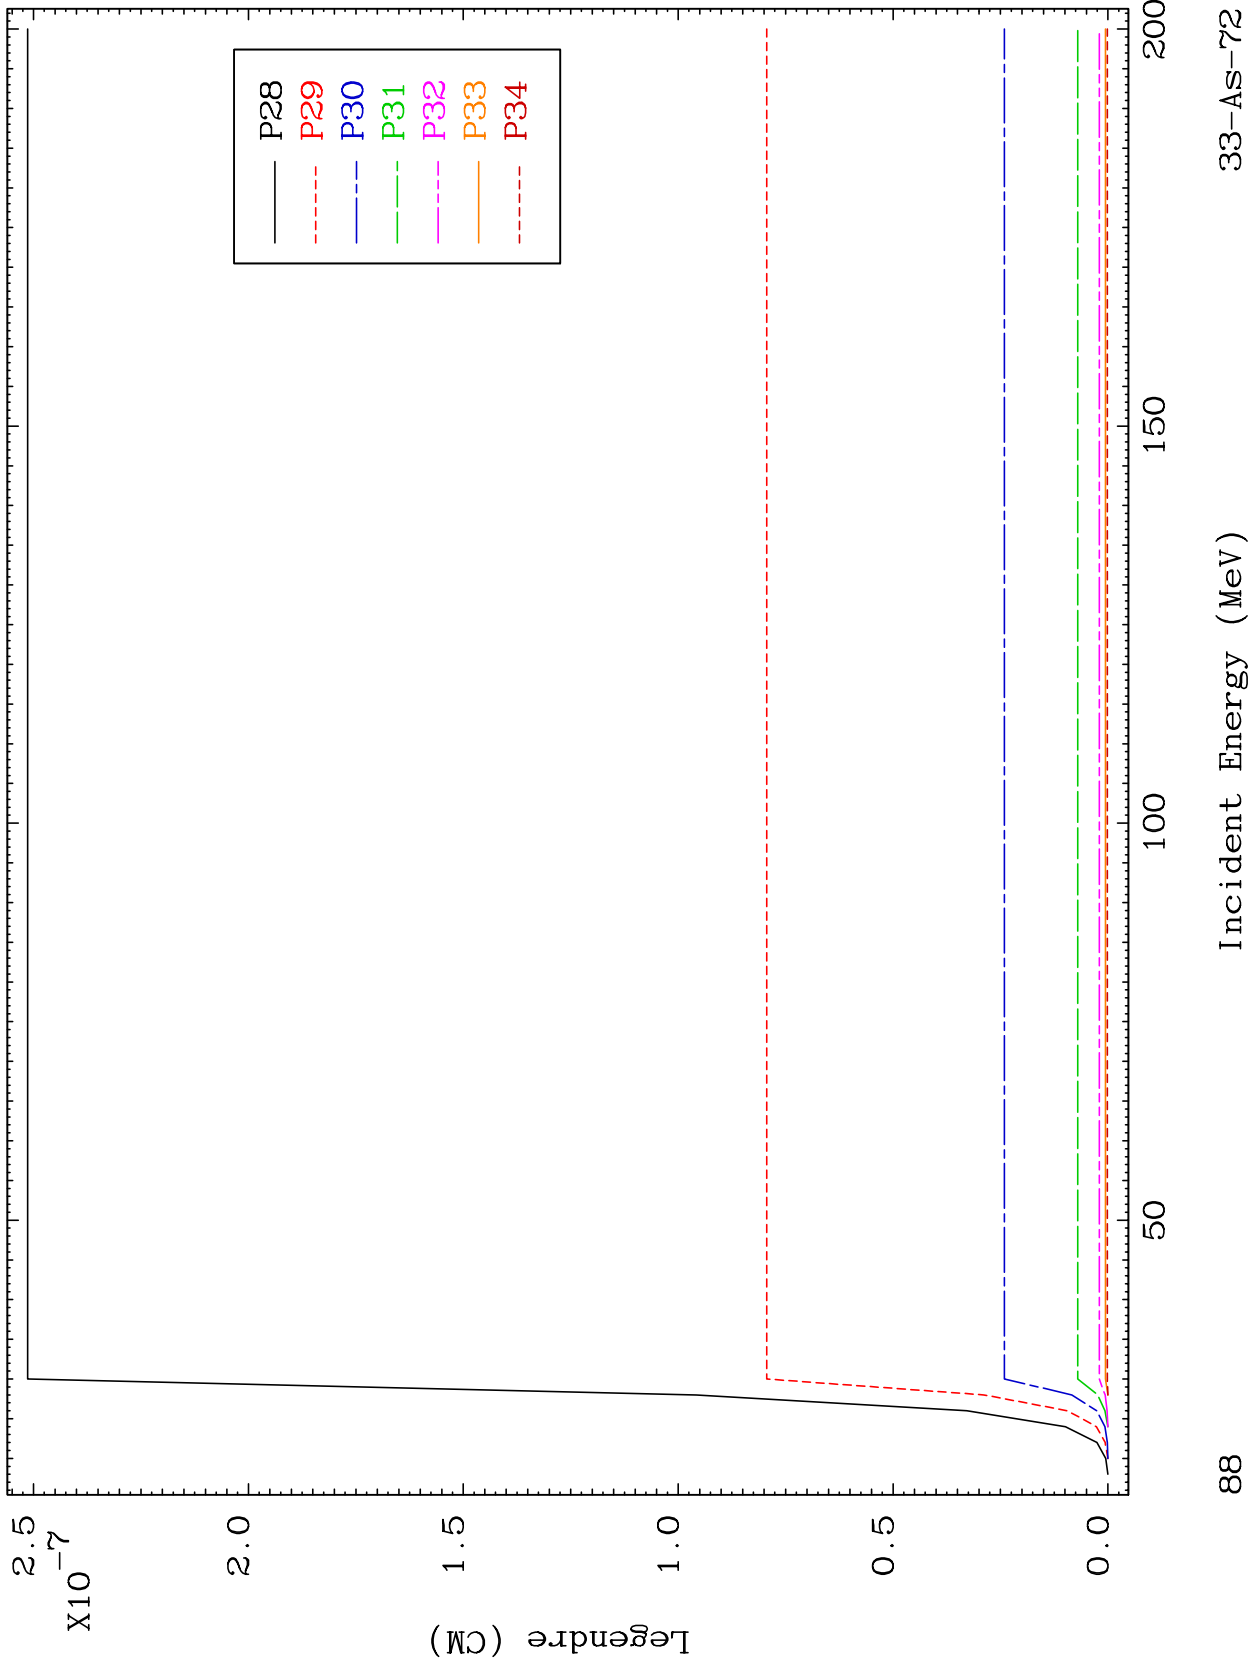 2.5
X10-7
2.0
1.5
1.0
0.5
0.0
Legendre (CM)
P28
P29
P30
P31
P32
P33
P34
50
100
150
200
Incident Energy (MeV)
88
33-As-72